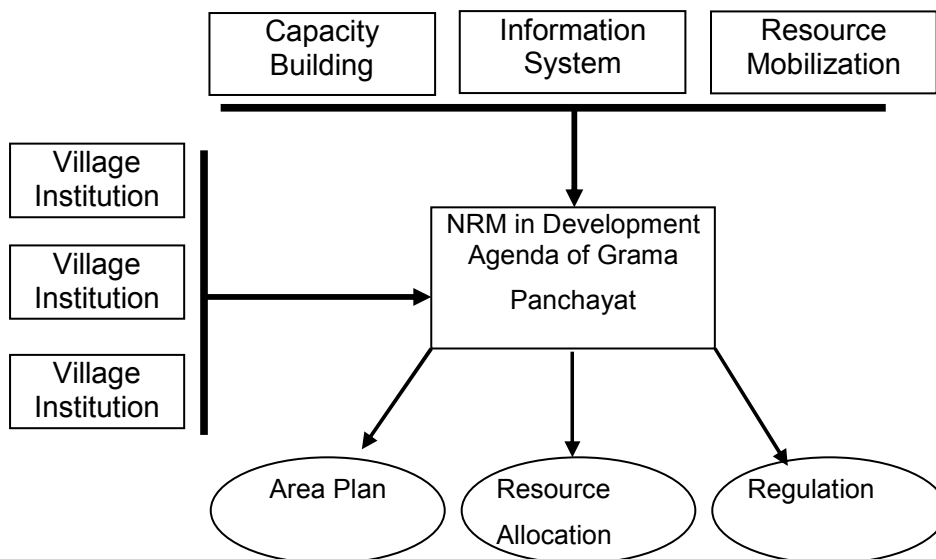 Capacity
Building
Information
System
Resource
Mobilization
Village
Institution
Village
Institution
Village
Institution
NRM in Development
Agenda of Grama
Panchayat
Area Plan
Resource
Allocation
Regulation